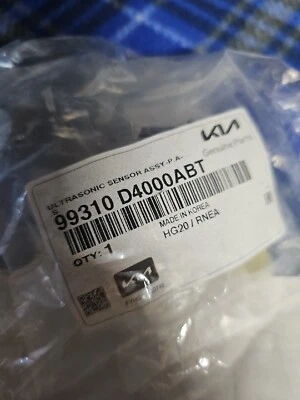 ULTRASONIC SENSOR ASSY-P.A-
S
KIA
Genuine Parts
99310 D4000ABT
MADE IN KOREA
QTY: 1
HG20 / RNEA